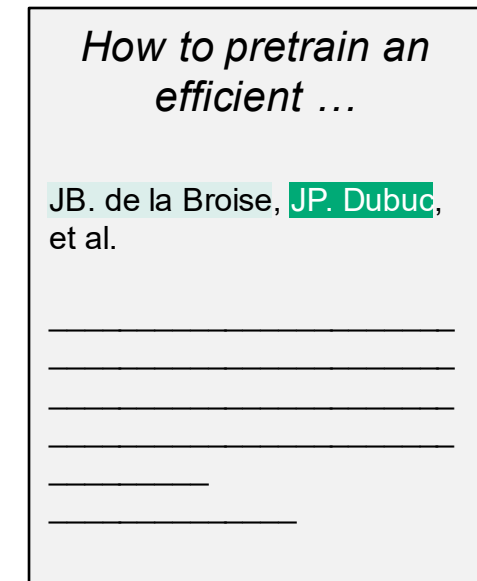 How to pretrain an
efficient …
JB. de la Broise, JP. Dubuc,
et al.